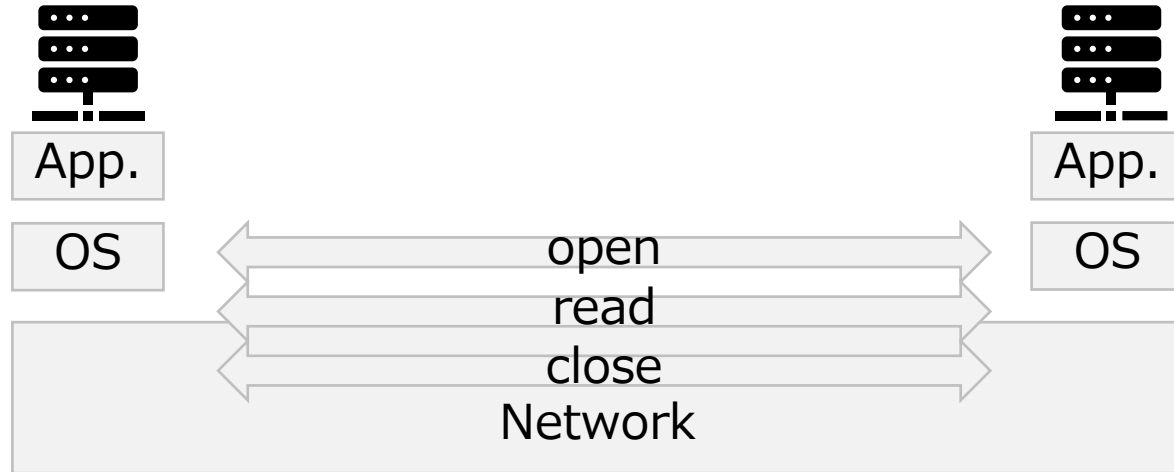 App.
App.
OS
open
OS
read
close
Network